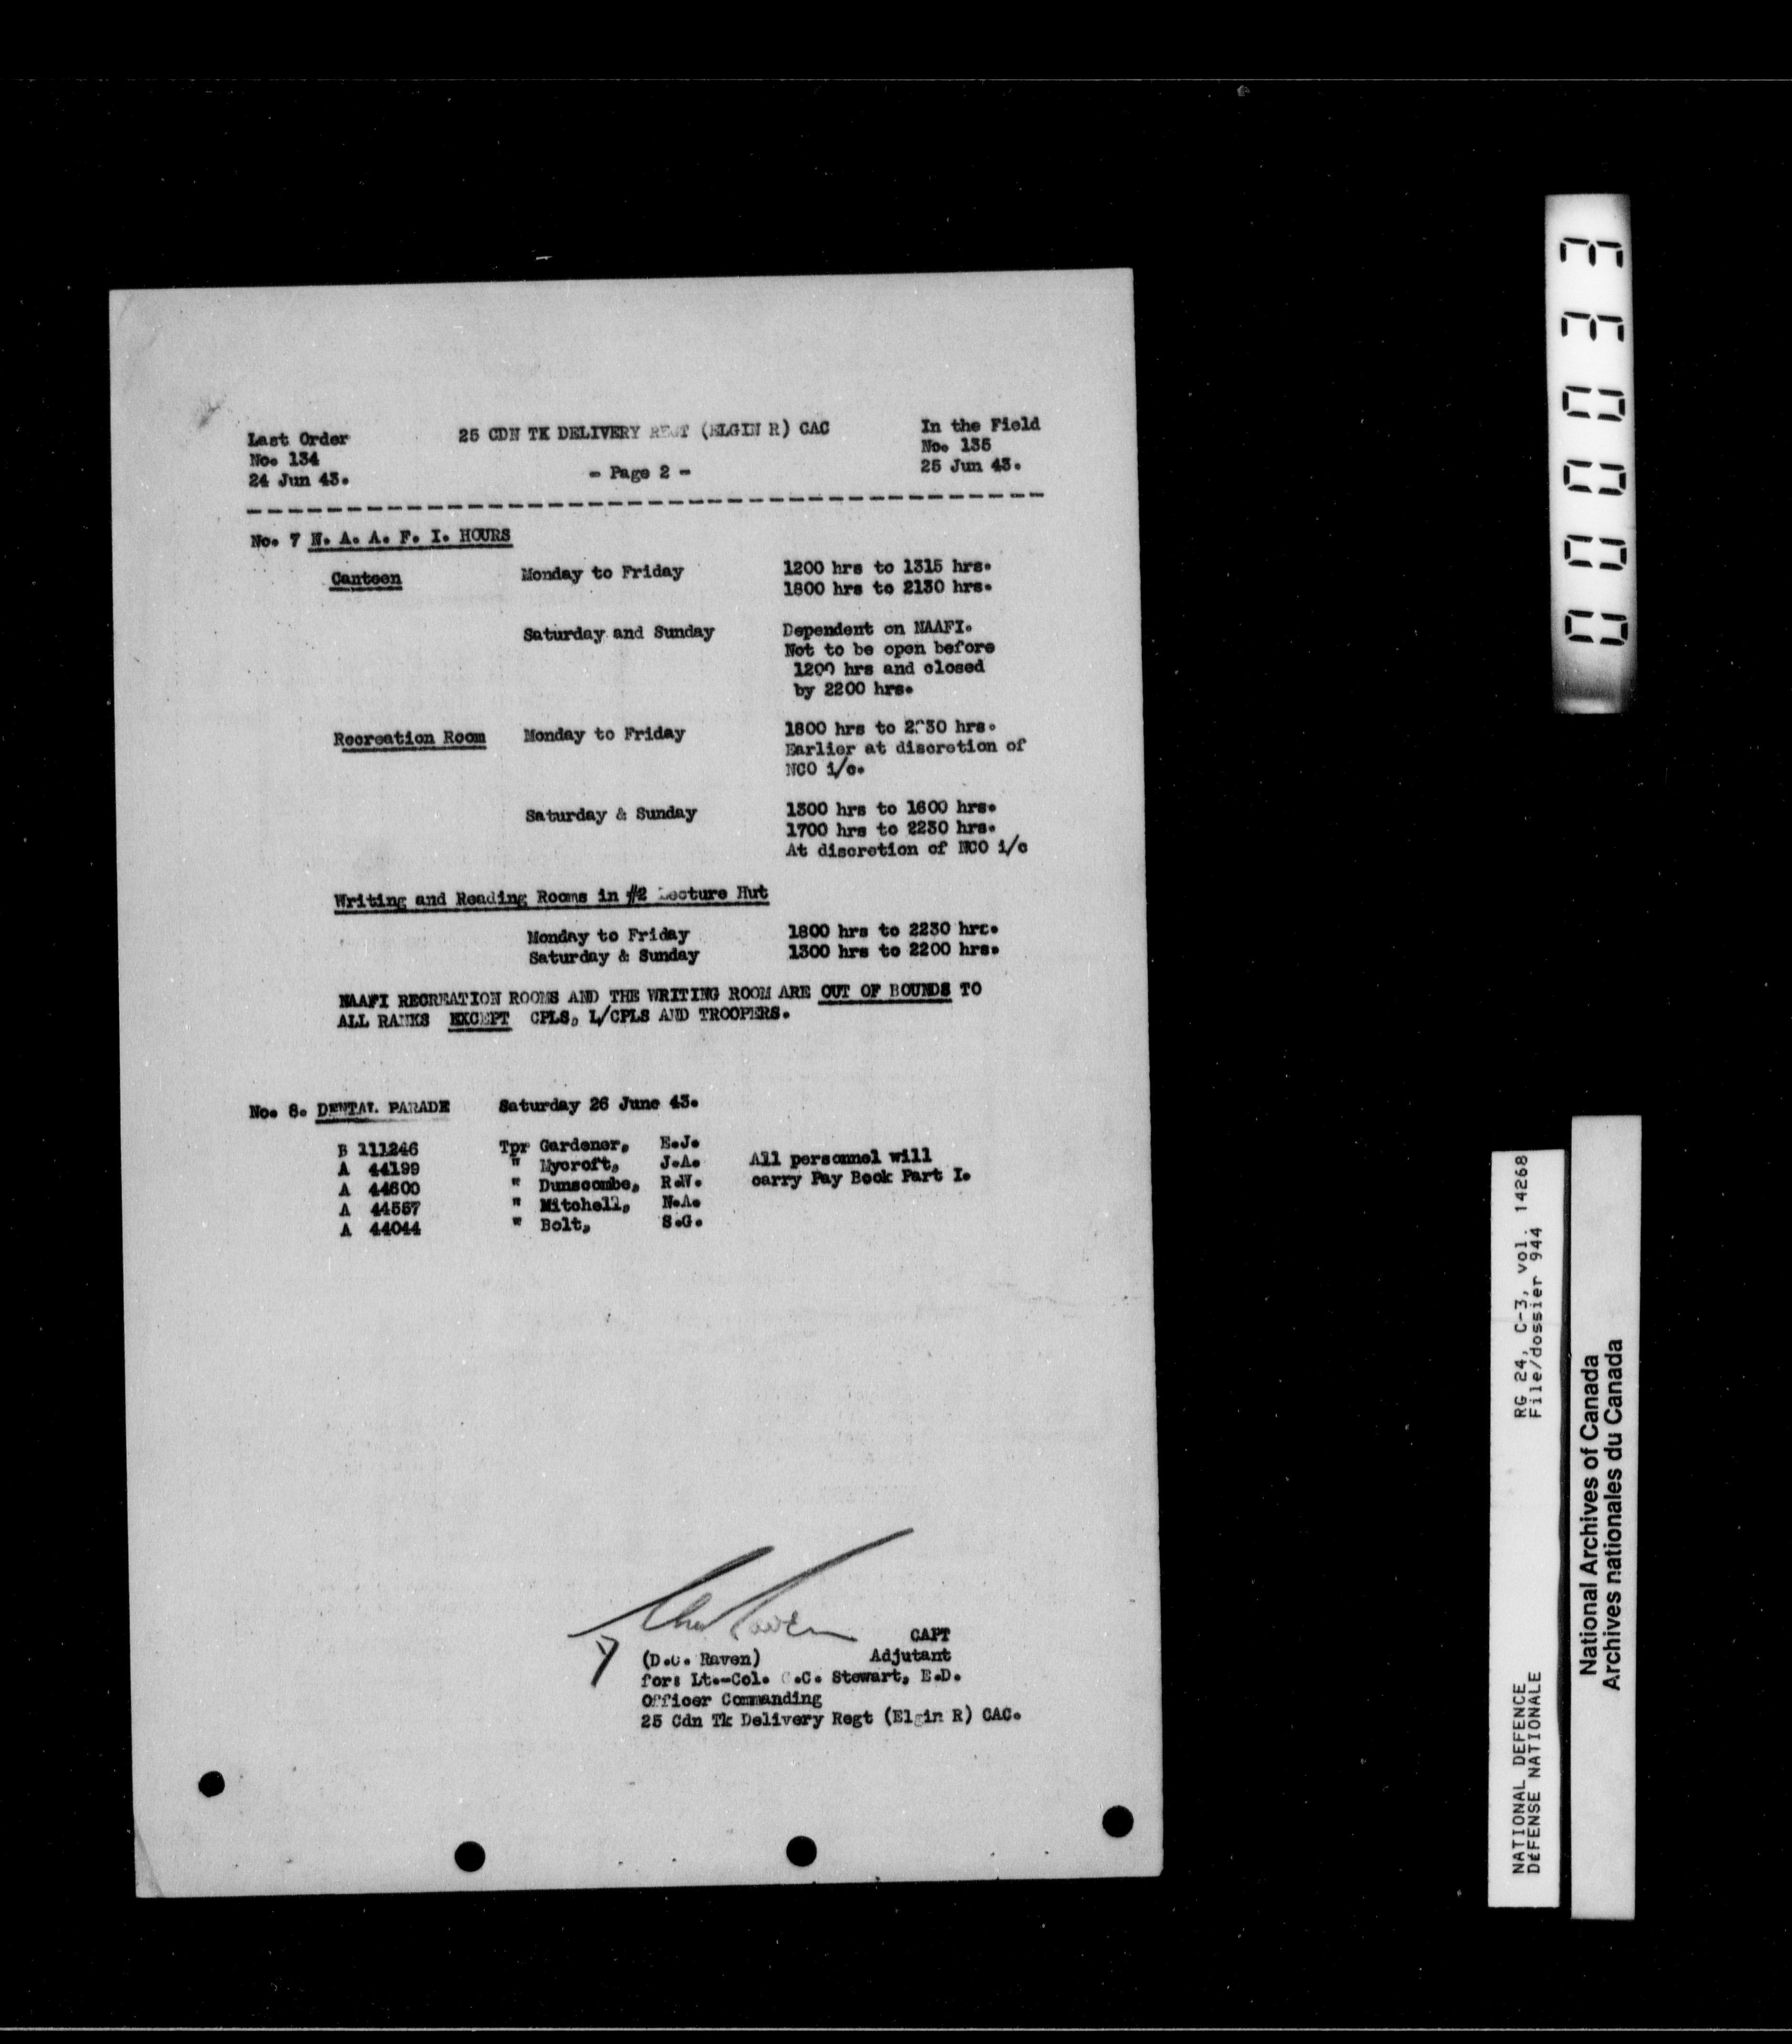 Last Order 25 CDN TK DELIVERY REGT (ELGIN R) CAC In the Field
No. 134 No. 135
24 Jun 43. - Page 2 - 25 Jun 43.
No. 7 N. A. A. F. I. HOURS
Canteen Monday to Friday 1200 hrs to 1315 hrs.
1800 hrs to 2130 hrs.
Saturday and Sunday Dependent on NAAFI.
Not to be open before
1200 hrs and closed
by 2200 hrs.
Recreation Room Monday to Friday 1800 hrs to 2230 hrs.
Earlier at discretion of
NCO i/c.
Saturday & Sunday 1300 hrs to 1600 hrs.
1700 hrs to 2230 hrs.
At discretion of NCO i/c
Writing and Reading Rooms in #2 Lecture Hut
Monday to Friday 1800 hrs to 2230 hrs.
Saturday & Sunday 1300 hrs to 2200 hrs.
NAAFI RECREATION ROOMS AND THE WRITING ROOM ARE OUT OF BOUNDS TO
ALL RANKS EXCEPT CPLS, L/CPLS AND TROOPERS.
No. 8. DENTAL PARADE Saturday 26 June 43.
B 111246 Tpr Gardener, E.J.
A 44199 " Mycroft, J.A. All personnel will
A 44600 " Dunscombe, R.W. carry Pay Book Part I.
A 44557 " Mitchell, N.A.
A 44044 " Bolt, S.G.
CAPT
(D.C. Raven) Adjutant
for: Lt.-Col. .C. Stewart, E.D.
Officer Commanding
25 Cdn Tk Delivery Regt (Elgin R) CAC.
000033
RG 24, C-3, vol. 14268
File/dossier 944
NATIONAL DEFENCE
DÉFENSE NATIONALE
National Archives of Canada
Archives nationales du Canada